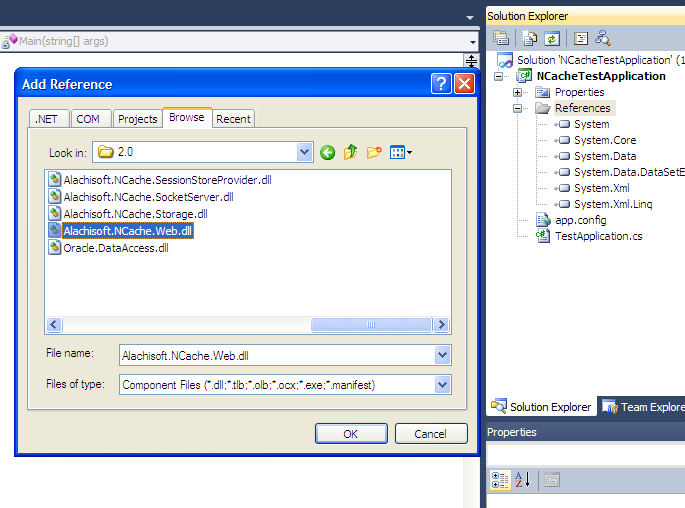 Main(string[] args)
Add Reference
.NET
COM
Projects
Browse
Recent
Look in:
2.0
Alachisoft.NCache.SessionStoreProvider.dll
Alachisoft.NCache.SocketServer.dll
Alachisoft.NCache.Storage.dll
Alachisoft.NCache.Web.dll
Oracle.DataAccess.dll
File name:
Alachisoft.NCache.Web.dll
Files of type:
Component Files (*.dll;*.tlb;*.olb;*.ocx;*.exe;*.manifest)
OK
Cancel
Solution Explorer
Solution 'NCacheTestApplication' (1
NCacheTestApplication
Properties
References
System
System.Core
System.Data
System.Data.DataSetE
System.Xml
System.Xml.Linq
app.config
TestApplication.cs
Solution Explorer
Team Explore
Properties